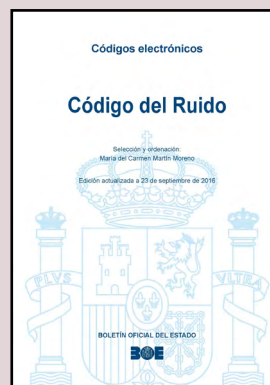 Códigos electrónicos
Código del Ruido
Selección y ordenación:
María del Carmen Martín Moreno
Edición actualizada a 23 de septiembre de 2016
PLVS
VLTRA
BOLETÍN OFICIAL DEL ESTADO
BOE